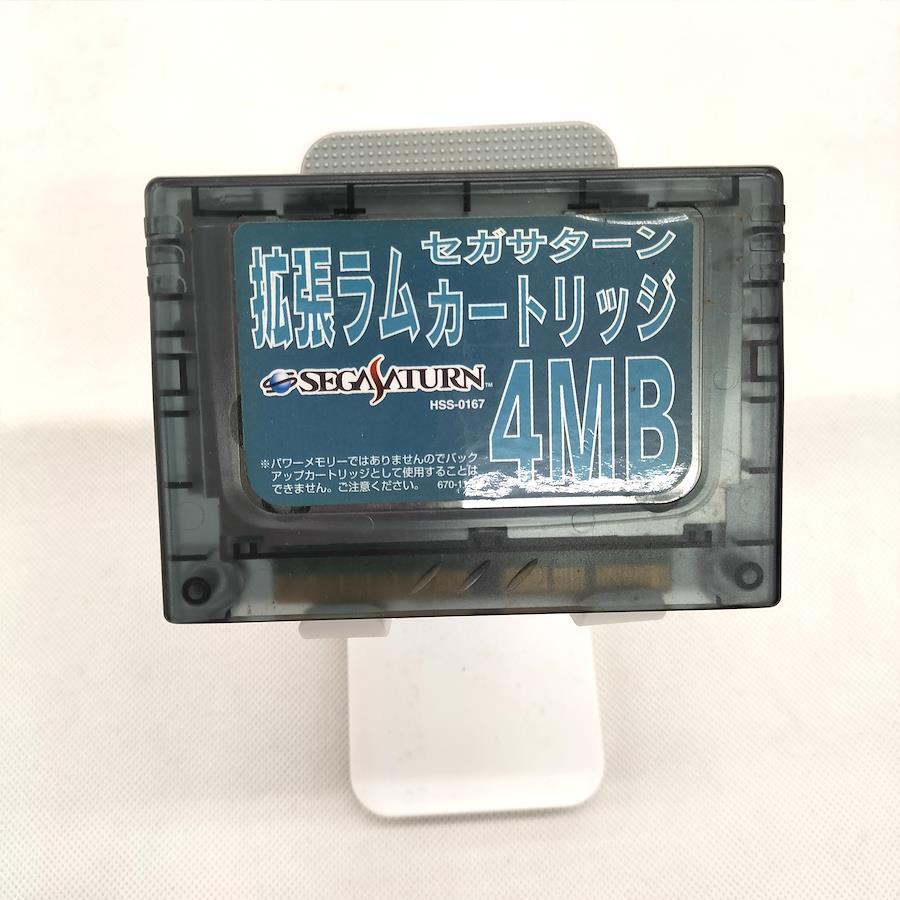 セガサターン
拡張ラムカートリッジ
SEGA SATURN™
HSS-0167
4MB
※パワーメモリーではありませんのでバック
アップカートリッジとして使用することは
できません。ご注意ください。